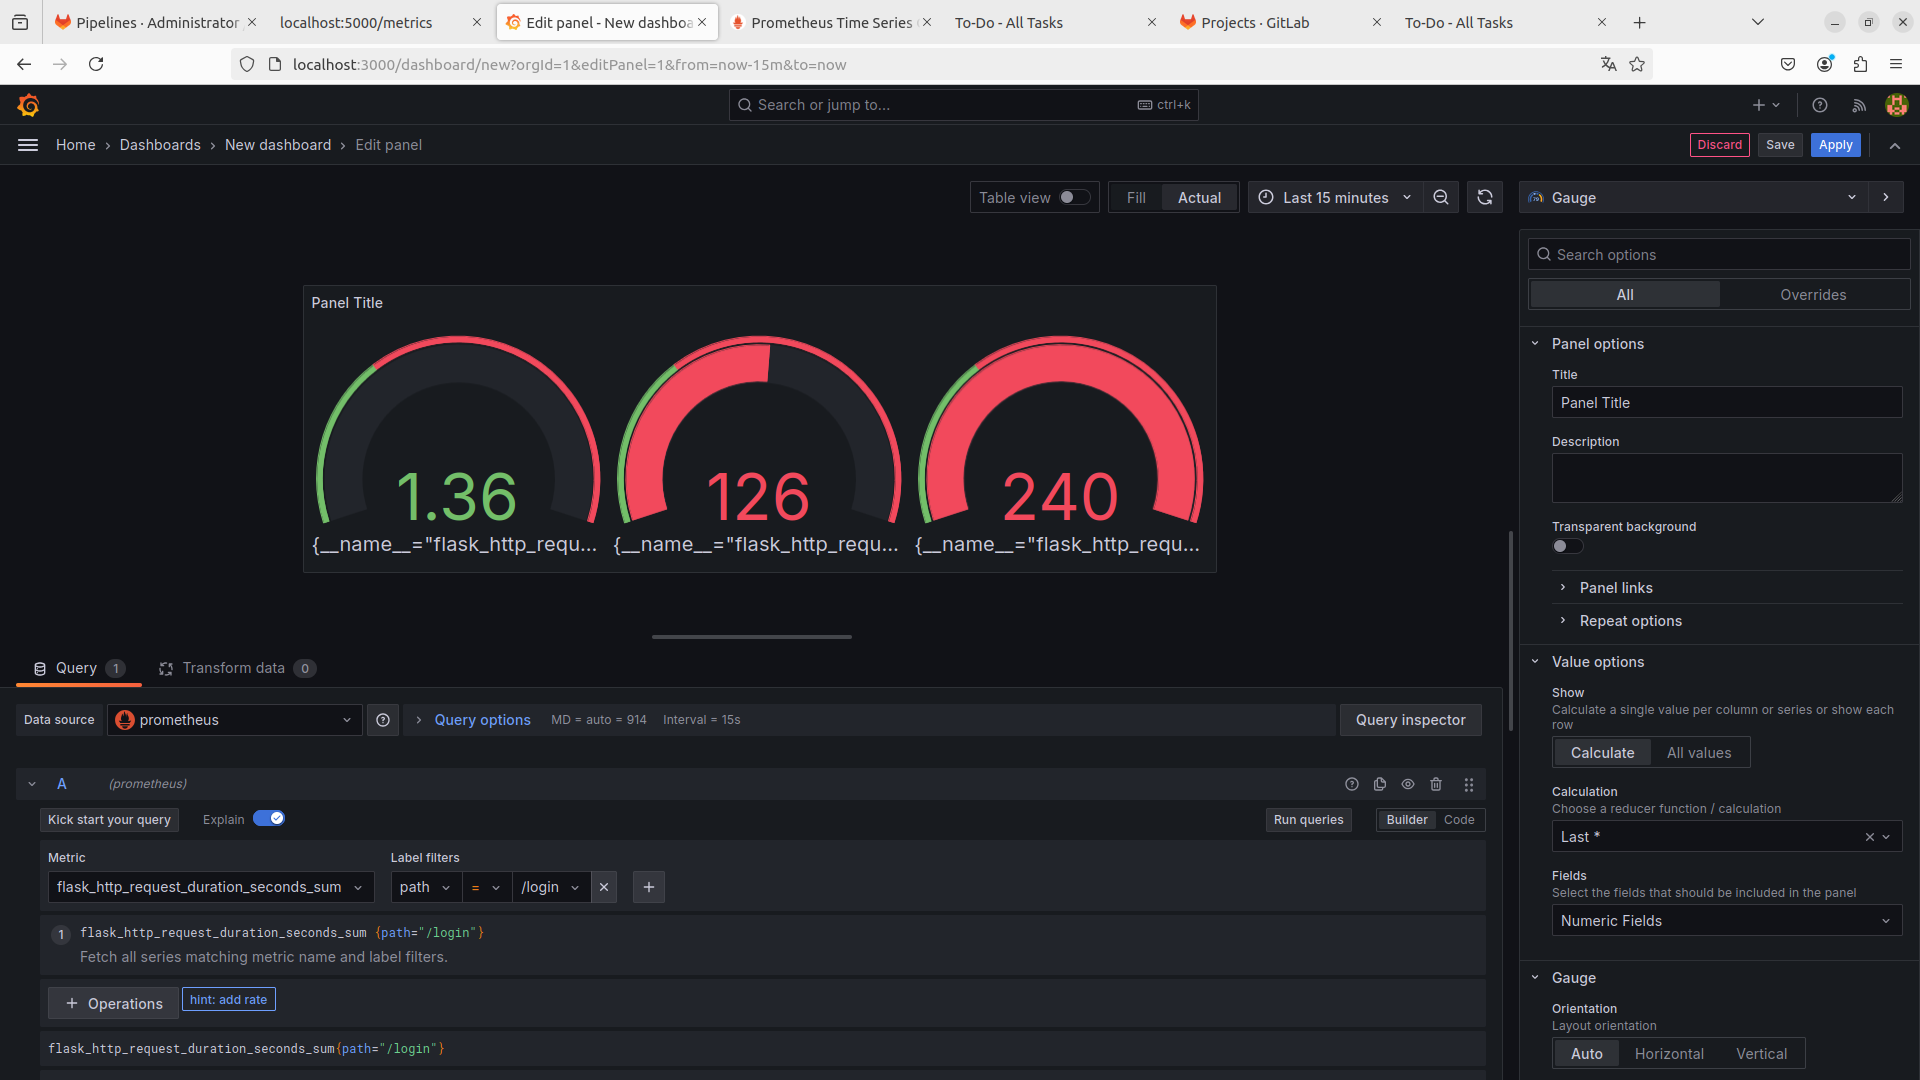 Pipelines · Administrator
localhost:5000/metrics
Edit panel - New dashboa
Prometheus Time Series
To-Do - All Tasks
Projects · GitLab
To-Do - All Tasks
localhost:3000/dashboard/new?orgId=1&editPanel=1&from=now-15m&to=now
Search or jump to...
ctrl+k
Home › Dashboards › New dashboard › Edit panel
Discard
Save
Apply
Table view
Fill
Actual
Last 15 minutes
Gauge
Search options
All
Overrides
Panel Title
1.36
126
240
{__name__="flask_http_requ...
{__name__="flask_http_requ...
{__name__="flask_http_requ...
Panel options
Title
Panel Title
Description
Transparent background
Panel links
Repeat options
Value options
Show
Calculate a single value per column or series or show each
row
Calculate
All values
Calculation
Choose a reducer function / calculation
Last *
Fields
Select the fields that should be included in the panel
Numeric Fields
Gauge
Orientation
Layout orientation
Auto
Horizontal
Vertical
Query 1
Transform data 0
Data source
prometheus
Query options
MD = auto = 914
Interval = 15s
Query inspector
A
(prometheus)
Kick start your query
Explain
Run queries
Builder
Code
Metric
Label filters
flask_http_request_duration_seconds_sum
path
=
/login
1
flask_http_request_duration_seconds_sum {path="/login"}
Fetch all series matching metric name and label filters.
+ Operations
hint: add rate
flask_http_request_duration_seconds_sum{path="/login"}